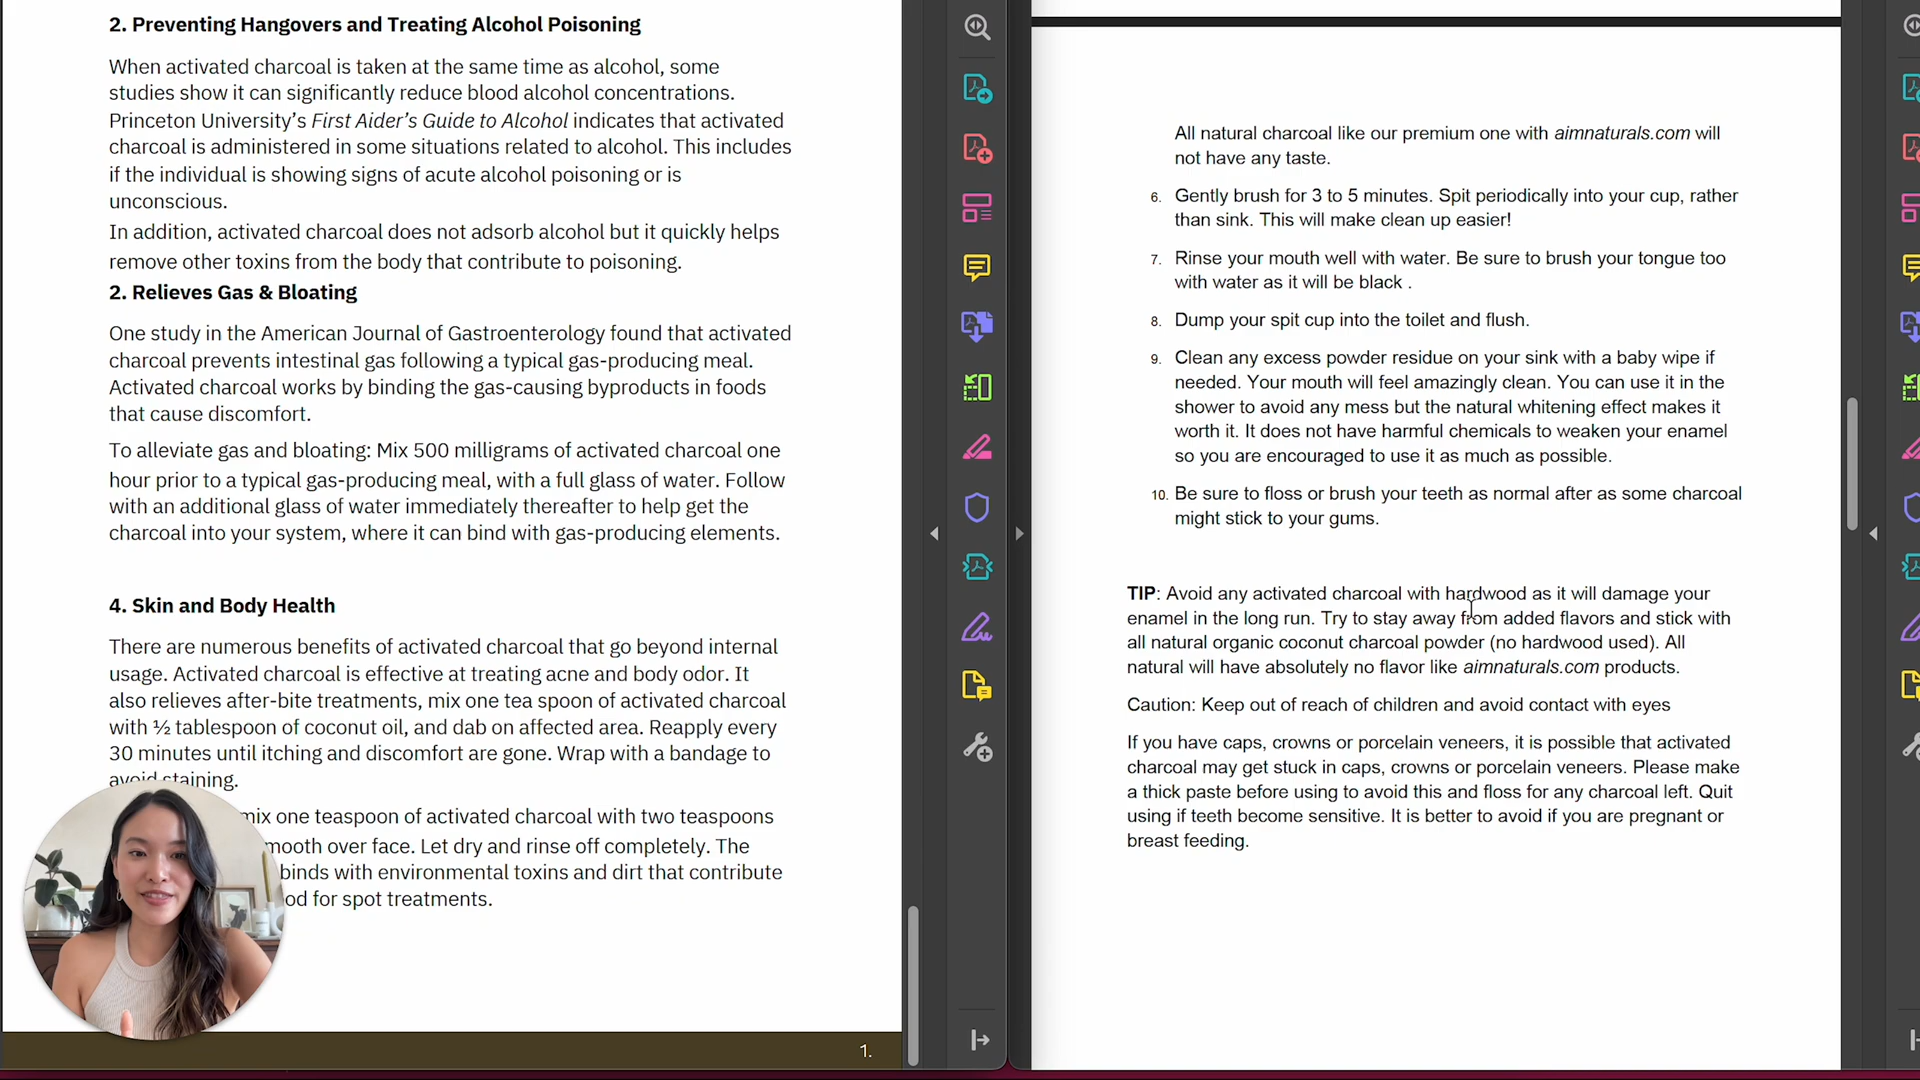 2. Preventing Hangovers and Treating Alcohol Poisoning
When activated charcoal is taken at the same time as alcohol, some
studies show it can significantly reduce blood alcohol concentrations.
Princeton University's First Aider's Guide to Alcohol indicates that activated
charcoal is administered in some situations related to alcohol. This includes
if the individual is showing signs of acute alcohol poisoning or is
unconscious.
In addition, activated charcoal does not adsorb alcohol but it quickly helps
remove other toxins from the body that contribute to poisoning.
2. Relieves Gas & Bloating
One study in the American Journal of Gastroenterology found that activated
charcoal prevents intestinal gas following a typical gas-producing meal.
Activated charcoal works by binding the gas-causing byproducts in foods
that cause discomfort.
To alleviate gas and bloating: Mix 500 milligrams of activated charcoal one
hour prior to a typical gas-producing meal, with a full glass of water. Follow
with an additional glass of water immediately thereafter to help get the
charcoal into your system, where it can bind with gas-producing elements.
4. Skin and Body Health
There are numerous benefits of activated charcoal that go beyond internal
usage. Activated charcoal is effective at treating acne and body odor. It
also relieves after-bite treatments, mix one tea spoon of activated charcoal
with ½ tablespoon of coconut oil, and dab on affected area. Reapply every
30 minutes until itching and discomfort are gone. Wrap with a bandage to
avoid staining.
mix one teaspoon of activated charcoal with two teaspoons
smooth over face. Let dry and rinse off completely. The
binds with environmental toxins and dirt that contribute
for spot treatments.
1.
All natural charcoal like our premium one with aimnaturals.com will
not have any taste.
6. Gently brush for 3 to 5 minutes. Spit periodically into your cup, rather
than sink. This will make clean up easier!
7. Rinse your mouth well with water. Be sure to brush your tongue too
with water as it will be black .
8. Dump your spit cup into the toilet and flush.
9. Clean any excess powder residue on your sink with a baby wipe if
needed. Your mouth will feel amazingly clean. You can use it in the
shower to avoid any mess but the natural whitening effect makes it
worth it. It does not have harmful chemicals to weaken your enamel
so you are encouraged to use it as much as possible.
10. Be sure to floss or brush your teeth as normal after as some charcoal
might stick to your gums.
TIP: Avoid any activated charcoal with hardwood as it will damage your
enamel in the long run. Try to stay away from added flavors and stick with
all natural organic coconut charcoal powder (no hardwood used). All
natural will have absolutely no flavor like aimnaturals.com products.
Caution: Keep out of reach of children and avoid contact with eyes
If you have caps, crowns or porcelain veneers, it is possible that activated
charcoal may get stuck in caps, crowns or porcelain veneers. Please make
a thick paste before using to avoid this and floss for any charcoal left. Quit
using if teeth become sensitive. It is better to avoid if you are pregnant or
breast feeding.